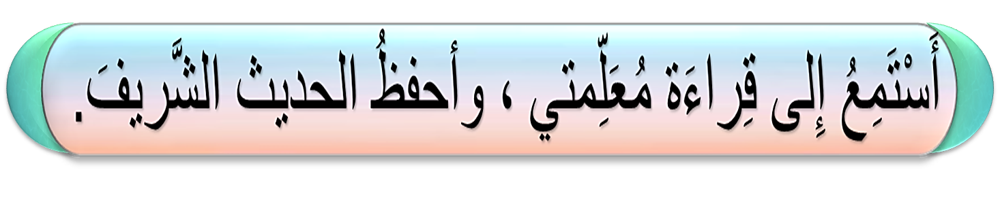 أَسْتَمِعُ إِلى قِراءَة مُعَلِّمتي ، وأحفظُ الحديث الشَّريفَ.